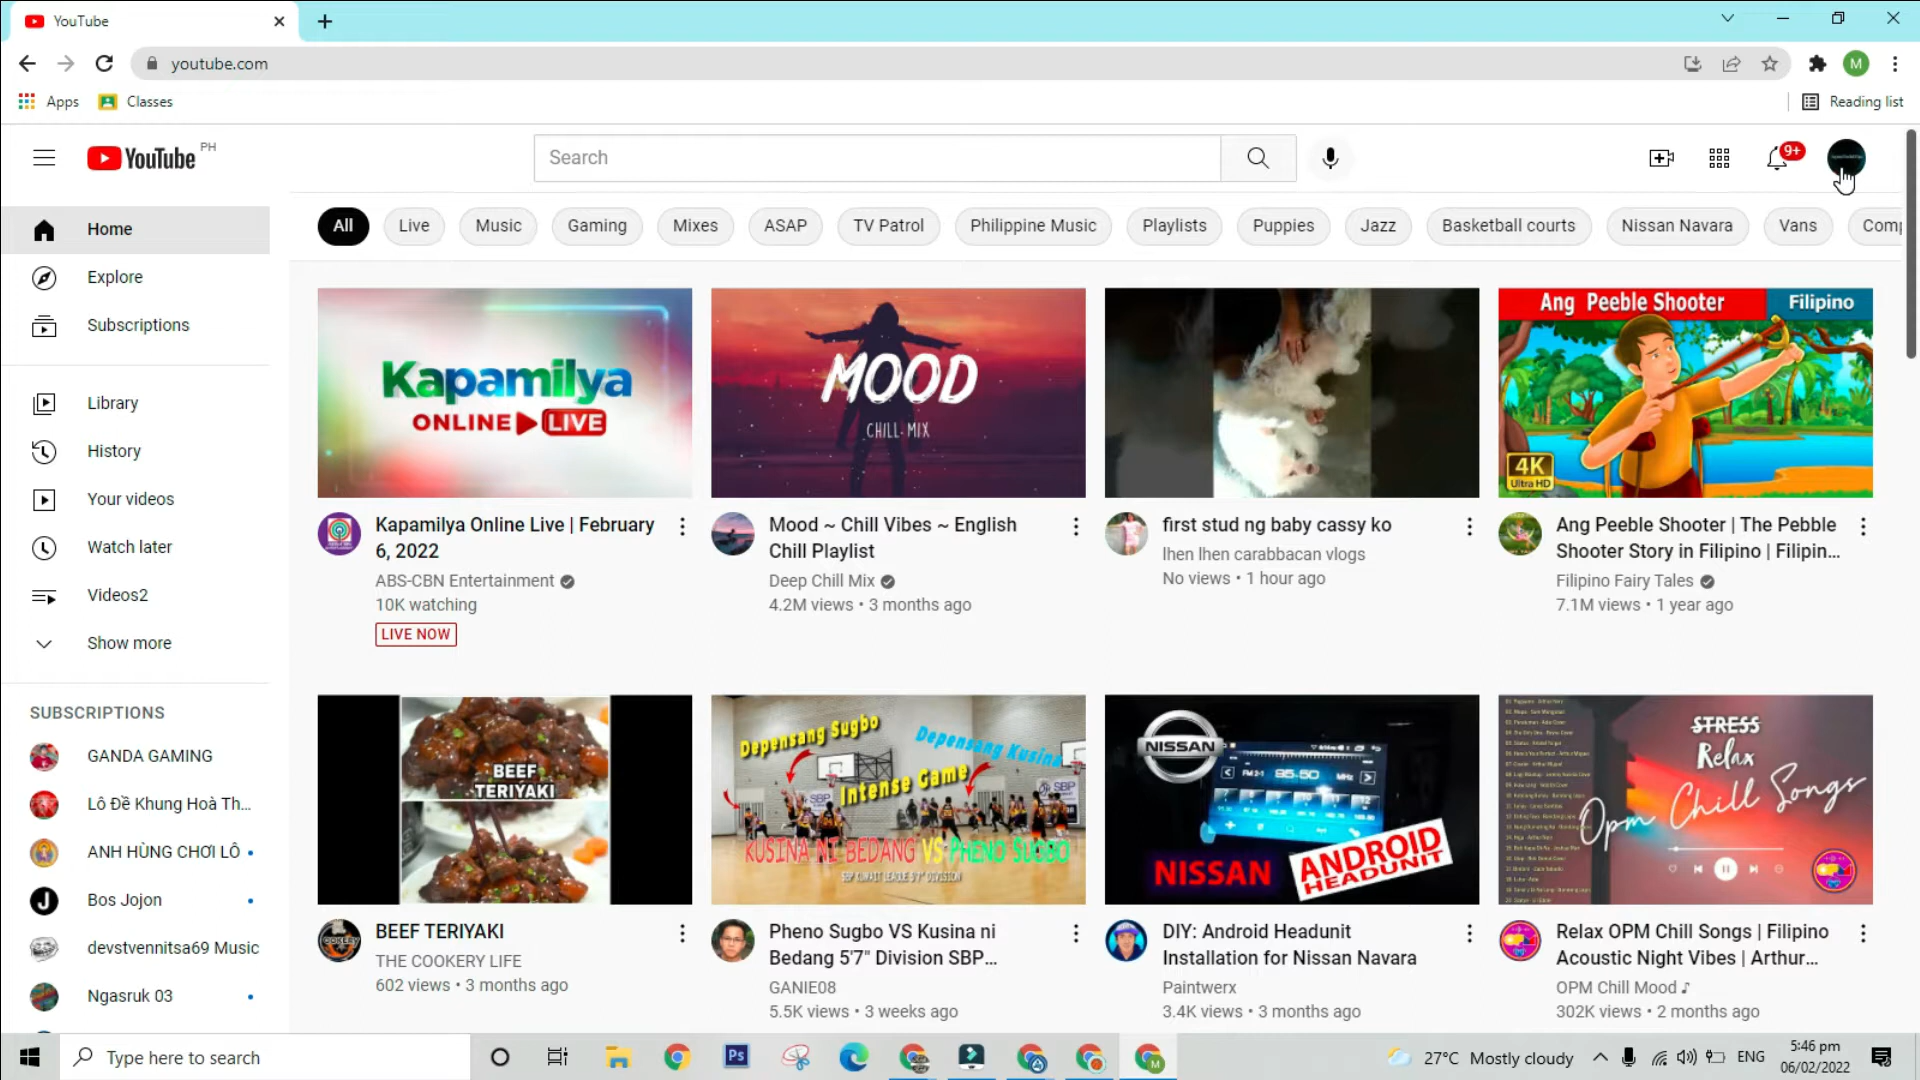 YouTube
youtube.com
Apps
Classes
Reading list
YouTube PH
Search
9+
M
Home
Explore
Subscriptions
Library
History
Your videos
Watch later
Videos2
Show more
SUBSCRIPTIONS
GANDA GAMING
Lô Đề Khung Hoà Th...
ANH HÙNG CHƠI LÔ
Bos Jojon
devstvennitsa69 Music
Ngasruk 03
All
Live
Music
Gaming
Mixes
ASAP
TV Patrol
Philippine Music
Playlists
Puppies
Jazz
Basketball courts
Nissan Navara
Vans
Comp
Kapamilya
ONLINE LIVE
Kapamilya Online Live | February
6, 2022
ABS-CBN Entertainment
10K watching
LIVE NOW
MOOD
CHILL MIX
Mood ~ Chill Vibes ~ English
Chill Playlist
Deep Chill Mix
4.2M views • 3 months ago
first stud ng baby cassy ko
lhen lhen carabbacan vlogs
No views • 1 hour ago
Ang Peeble Shooter
Filipino
4K
Ultra HD
Ang Peeble Shooter | The Pebble
Shooter Story in Filipino | Filipin...
Filipino Fairy Tales
7.1M views • 1 year ago
BEEF
TERIYAKI
BEEF TERIYAKI
THE COOKERY LIFE
602 views • 3 months ago
Depensang Sugbo
Depensang Kusina
Intense Game
SBP
KUSINA NI BEDANG VS PHENO SUGBO
Pheno Sugbo VS Kusina ni
Bedang 5'7" Division SBP...
GANIE08
5.5K views • 3 weeks ago
NISSAN
FM2-1 95.50 MHz
NISSAN
ANDROID
HEADUNIT
DIY: Android Headunit
Installation for Nissan Navara
Paintwerx
3.4K views • 3 months ago
STRESS
Relax
Opm Chill Songs
Relax OPM Chill Songs | Filipino
Acoustic Night Vibes | Arthur...
OPM Chill Mood ♪
302K views • 2 months ago
Type here to search
Ps
27°C Mostly cloudy
ENG
5:46 pm
06/02/2022